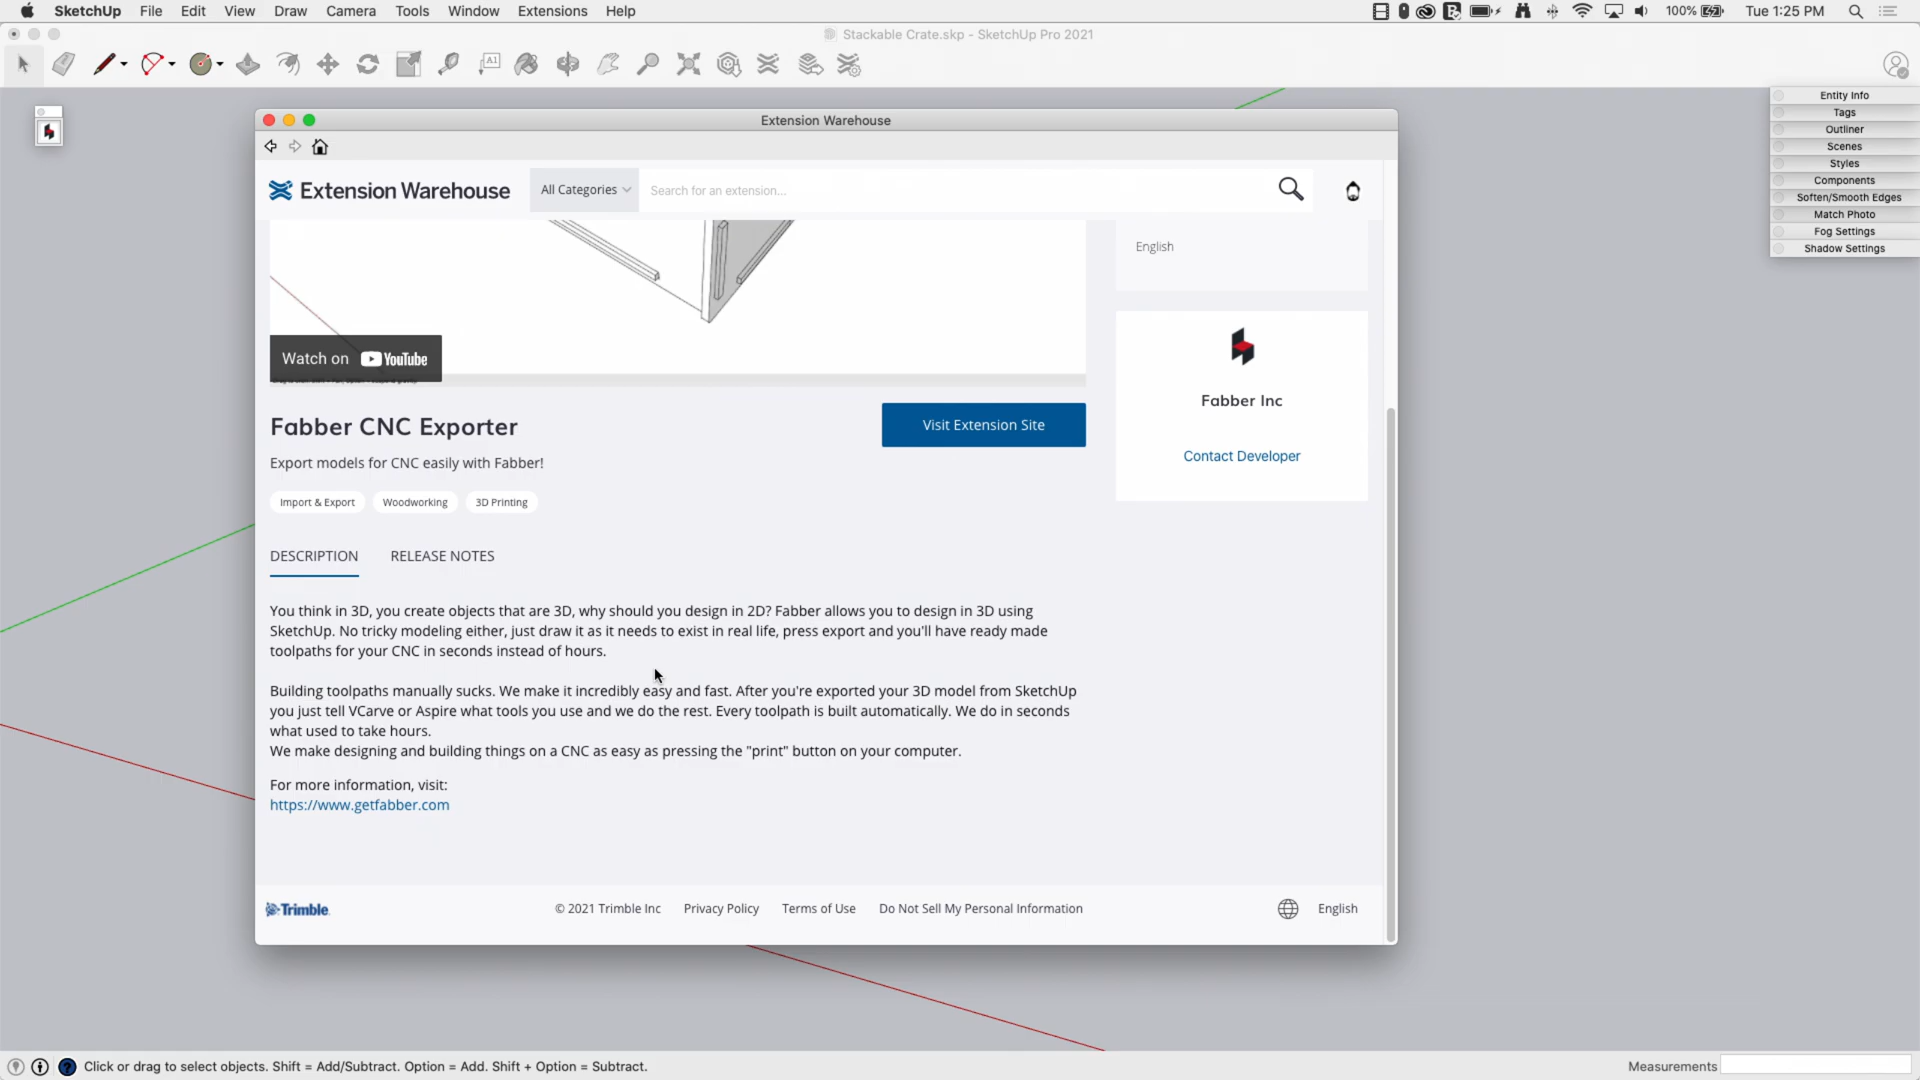 SketchUp File Edit View Draw Camera Tools Window Extensions Help 100% Tue 1:25 PM
Stackable Crate.skp - SketchUp Pro 2021
A1
Entity Info
Tags
Outliner
Scenes
Styles
Components
Soften/Smooth Edges
Match Photo
Fog Settings
Shadow Settings
Extension Warehouse
Extension Warehouse All Categories Search for an extension...
English
Watch on YouTube
Fabber CNC Exporter
Visit Extension Site
Export models for CNC easily with Fabber!
Import & Export Woodworking 3D Printing
Fabber Inc
Contact Developer
DESCRIPTION RELEASE NOTES
You think in 3D, you create objects that are 3D, why should you design in 2D? Fabber allows you to design in 3D using
SketchUp. No tricky modeling either, just draw it as it needs to exist in real life, press export and you'll have ready made
toolpaths for your CNC in seconds instead of hours.
Building toolpaths manually sucks. We make it incredibly easy and fast. After you're exported your 3D model from SketchUp
you just tell VCarve or Aspire what tools you use and we do the rest. Every toolpath is built automatically. We do in seconds
what used to take hours.
We make designing and building things on a CNC as easy as pressing the "print" button on your computer.
For more information, visit:
https://www.getfabber.com
Trimble © 2021 Trimble Inc Privacy Policy Terms of Use Do Not Sell My Personal Information English
Click or drag to select objects. Shift = Add/Subtract. Option = Add. Shift + Option = Subtract. Measurements